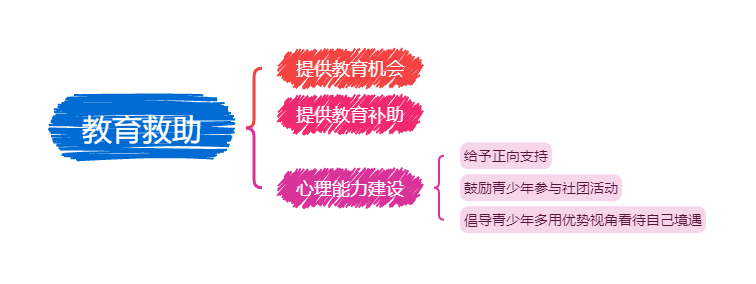 教育救助
提供教育机会
提供教育补助
心理能力建设
给予正向支持
鼓励青少年参与社团活动
倡导青少年多用优势视角看待自己境遇